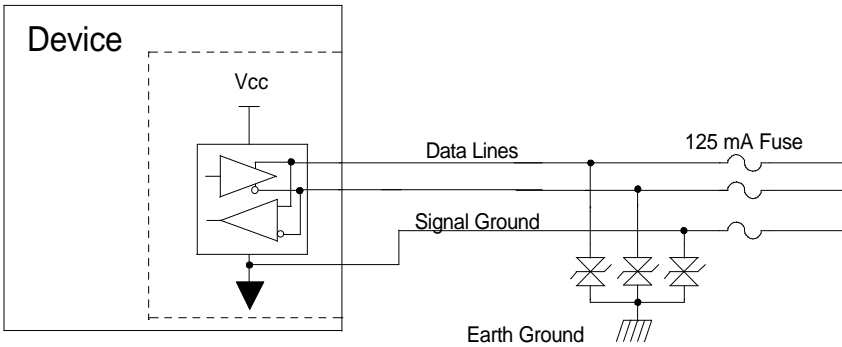 Device
Vcc
Data Lines
125 mA Fuse
Signal Ground
Earth Ground